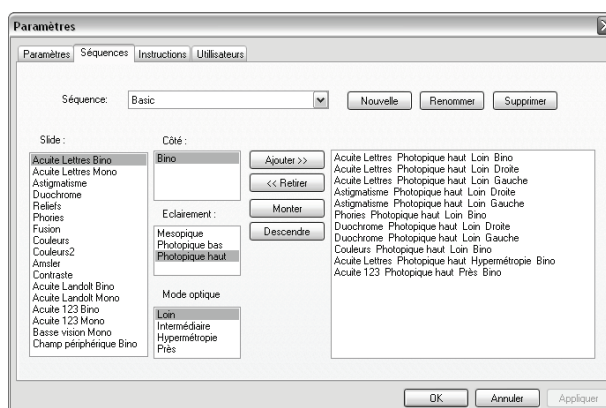 Paramètres
Paramètres Séquences Instructions Utilisateurs
Séquence: Basic Nouvelle Renommer Supprimer
Slide :
Acuite Lettres Bino
Acuite Lettres Mono
Astigmatisme
Duochrome
Reliefs
Phories
Fusion
Couleurs
Couleurs2
Amsler
Contraste
Acuite Landolt Bino
Acuite Landolt Mono
Acuite 123 Bino
Acuite 123 Mono
Basse vision Mono
Champ périphérique Bino
Côté :
Bino
Eclairement :
Mesopique
Photopique bas
Photopique haut
Mode optique
Loin
Intermédiaire
Hypermétropie
Près
Ajouter >>
<< Retirer
Monter
Descendre
Acuite Lettres Photopique haut Loin Bino
Acuite Lettres Photopique haut Loin Droite
Acuite Lettres Photopique haut Loin Gauche
Astigmatisme Photopique haut Loin Droite
Astigmatisme Photopique haut Loin Gauche
Phories Photopique haut Loin Bino
Duochrome Photopique haut Loin Droite
Duochrome Photopique haut Loin Gauche
Couleurs Photopique haut Loin Bino
Acuite Lettres Photopique haut Hypermétropie Bino
Acuite 123 Photopique haut Près Bino
OK Annuler Appliquer